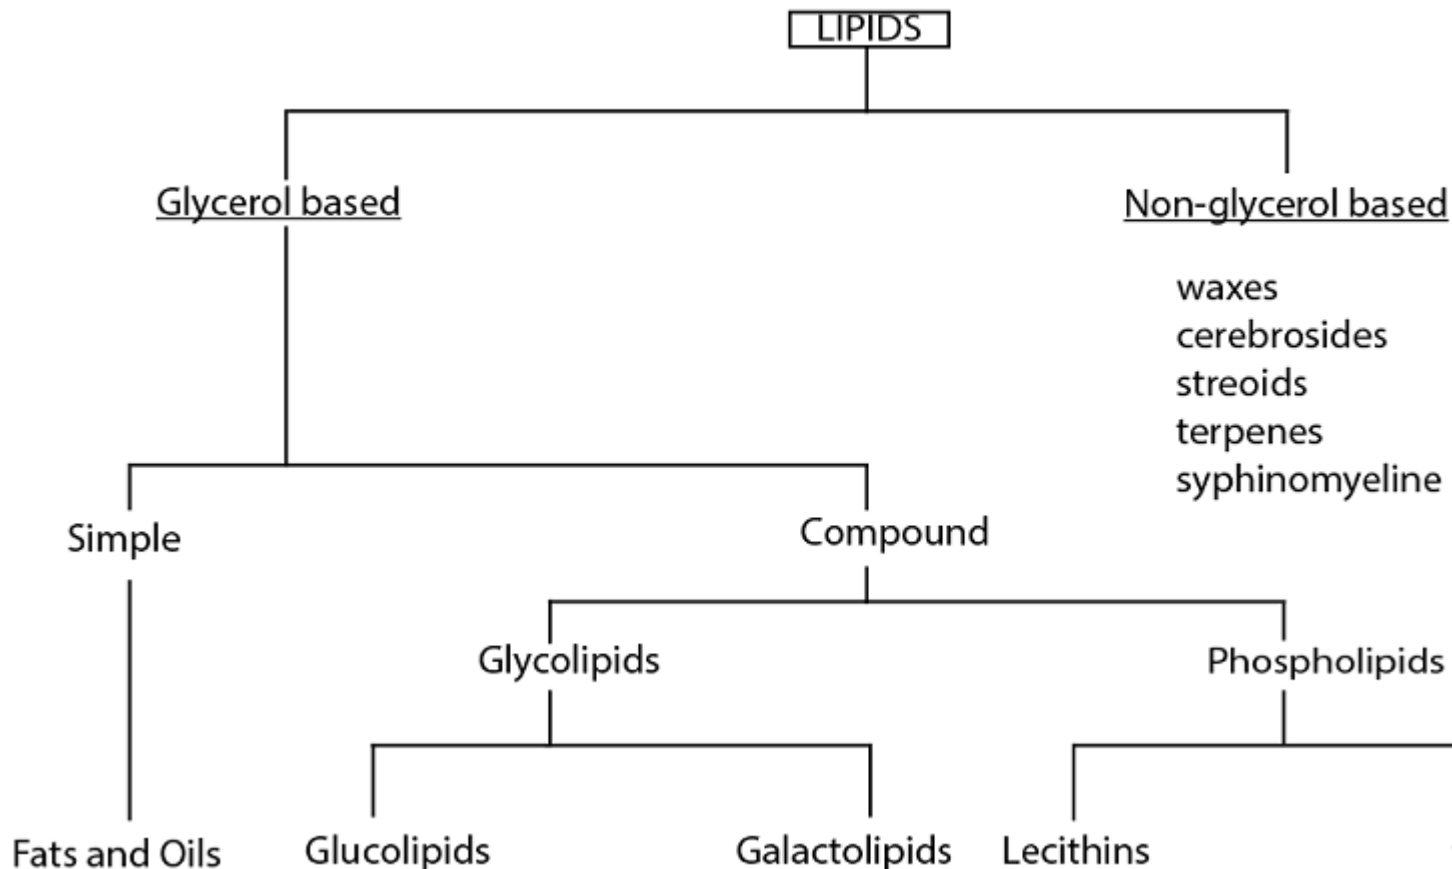 LIPIDS
Glycerol based
Non-glycerol based
waxes
cerebrosides
streoids
terpenes
syphinomyeline
Simple
Compound
Glycolipids
Phospholipids
Fats and Oils
Glucolipids
Galactolipids
Lecithins